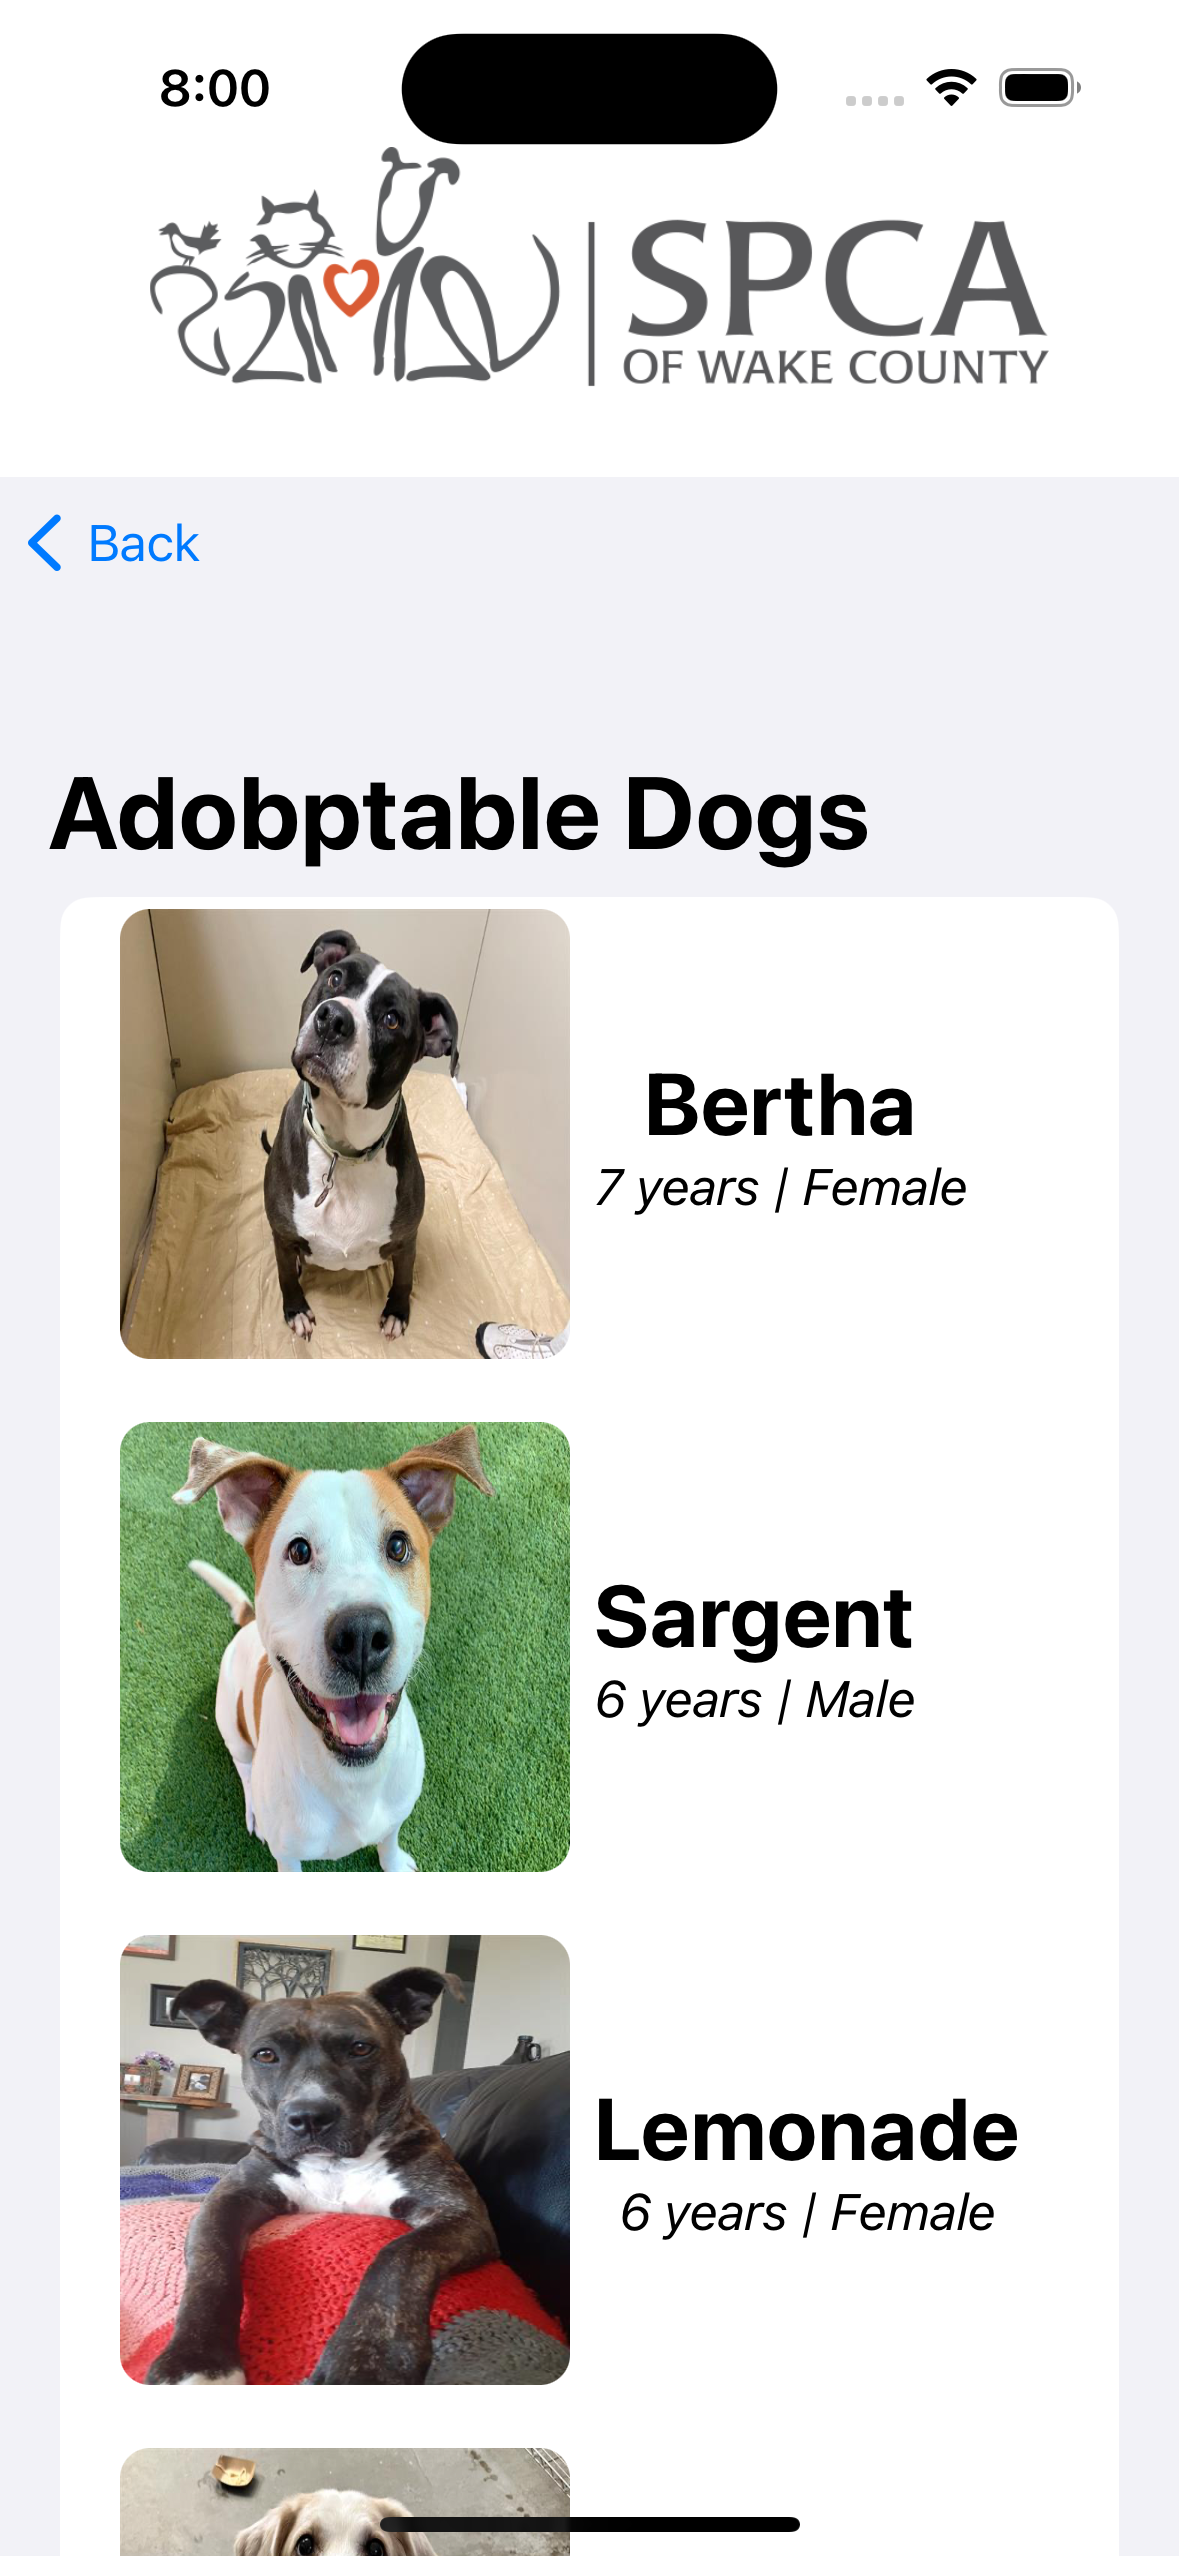 8:00
SPCA
OF WAKE COUNTY
Back
Adobptable Dogs
Bertha
7 years | Female
Sargent
6 years | Male
Lemonade
6 years | Female